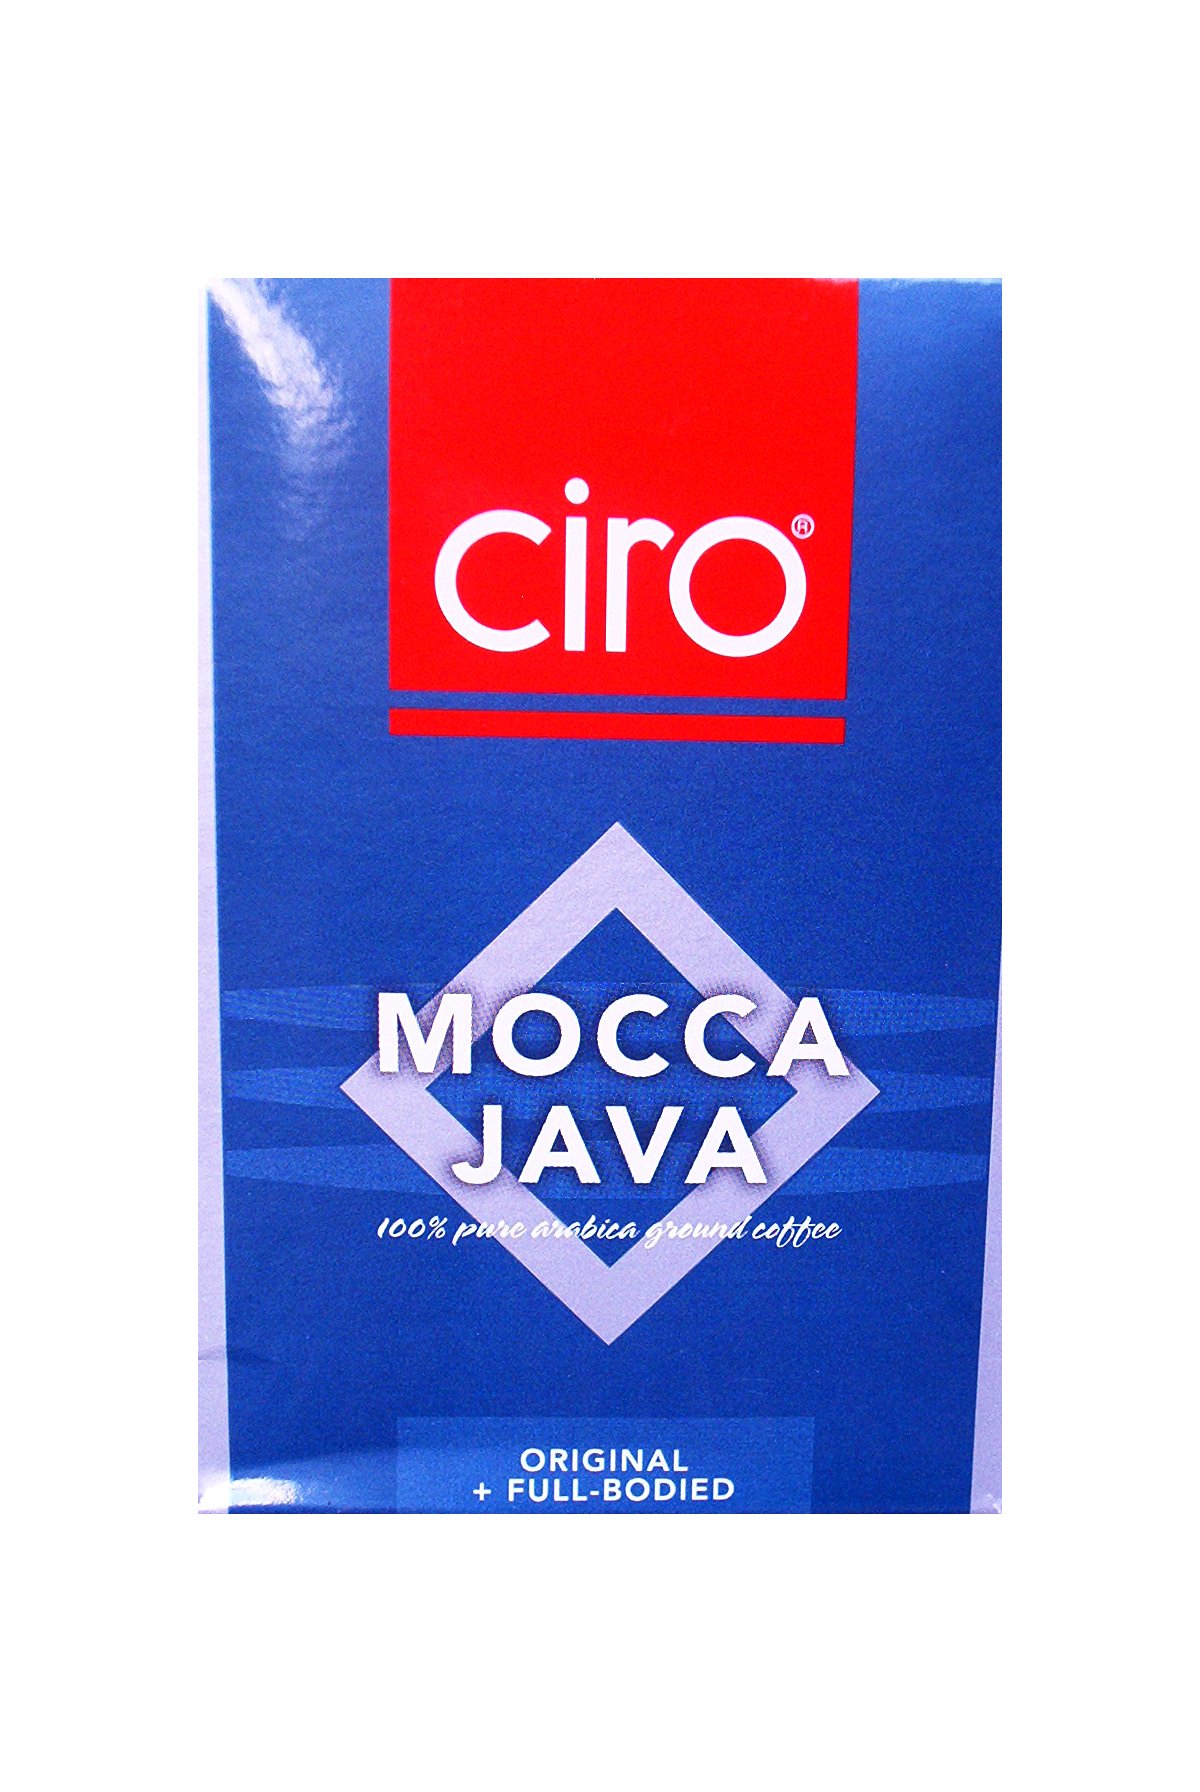 ciro®
MOCCA
JAVA
100% pure arabica ground coffee
ORIGINAL
+ FULL-BODIED